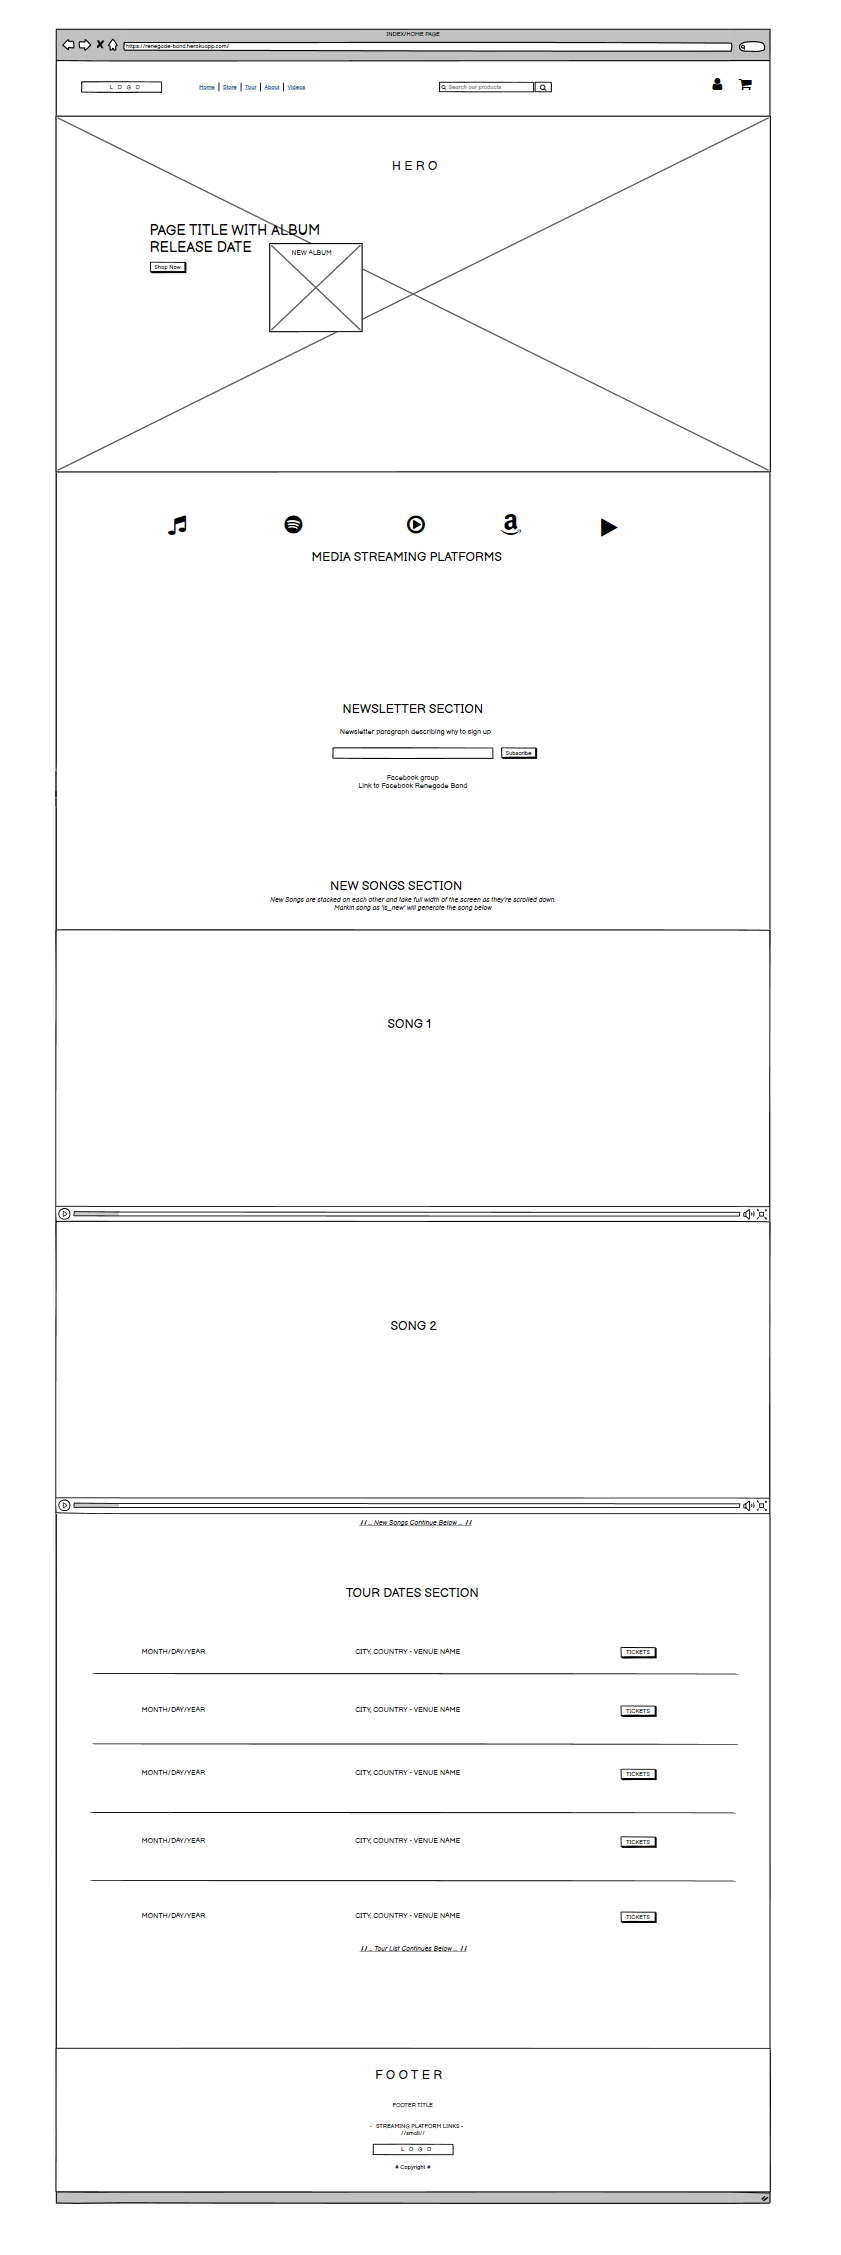 INDEX/HOME PAGE
https://renegade-band.herokuapp.com/
LOGO
Home | Store | Tour | About | Videos
Search our products
HERO
PAGE TITLE WITH ALBUM
RELEASE DATE
NEW ALBUM
Shop Now
MEDIA STREAMING PLATFORMS
NEWSLETTER SECTION
Newsletter paragraph describing why to sign up
Subscribe
Facebook group
Link to Facebook Renegade Band
NEW SONGS SECTION
New Songs are stacked on each other and take full width of the screen as they're scrolled down.
Markin song as 'is_new' will generate the song below
SONG 1
SONG 2
// ... New Songs Continue Below ... //
TOUR DATES SECTION
MONTH/DAY/YEAR CITY, COUNTRY - VENUE NAME TICKETS
MONTH/DAY/YEAR CITY, COUNTRY - VENUE NAME TICKETS
MONTH/DAY/YEAR CITY, COUNTRY - VENUE NAME TICKETS
MONTH/DAY/YEAR CITY, COUNTRY - VENUE NAME TICKETS
MONTH/DAY/YEAR CITY, COUNTRY - VENUE NAME TICKETS
// ... Tour List Continues Below ... //
FOOTER
FOOTER TITLE
- STREAMING PLATFORM LINKS -
//small//
LOGO
# Copyright #